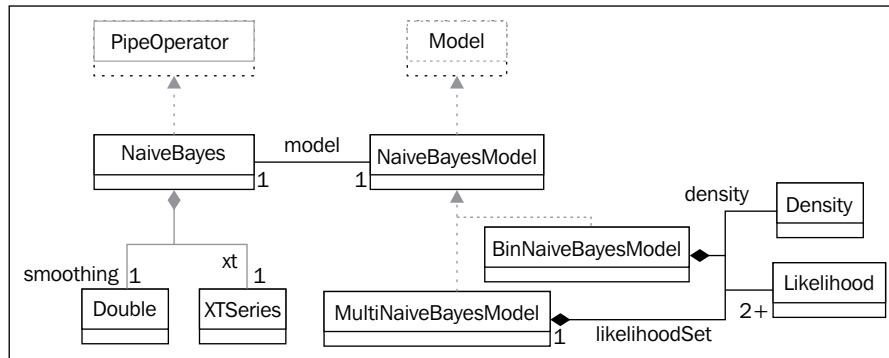 PipeOperator
Model
NaiveBayes
model
NaiveBayesModel
1
1
density
Density
BinNaiveBayesModel
smoothing
1
xt
1
Likelihood
Double
XTSeries
MultiNaiveBayesModel
1
likelihoodSet
2+